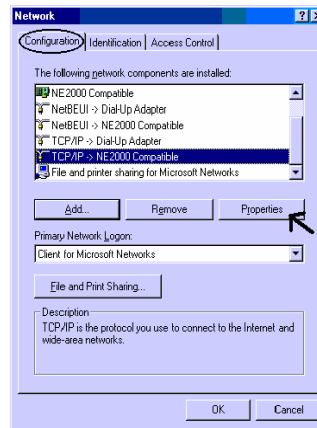 Network
Configuration Identification Access Control
The following network components are installed:
NE2000 Compatible
NetBEUI -> Dial-Up Adapter
NetBEUI -> NE2000 Compatible
TCP/IP -> Dial-Up Adapter
TCP/IP -> NE2000 Compatible
File and printer sharing for Microsoft Networks
Add... Remove Properties
Primary Network Logon:
Client for Microsoft Networks
File and Print Sharing...
Description
TCP/IP is the protocol you use to connect to the Internet and
wide-area networks.
OK Cancel